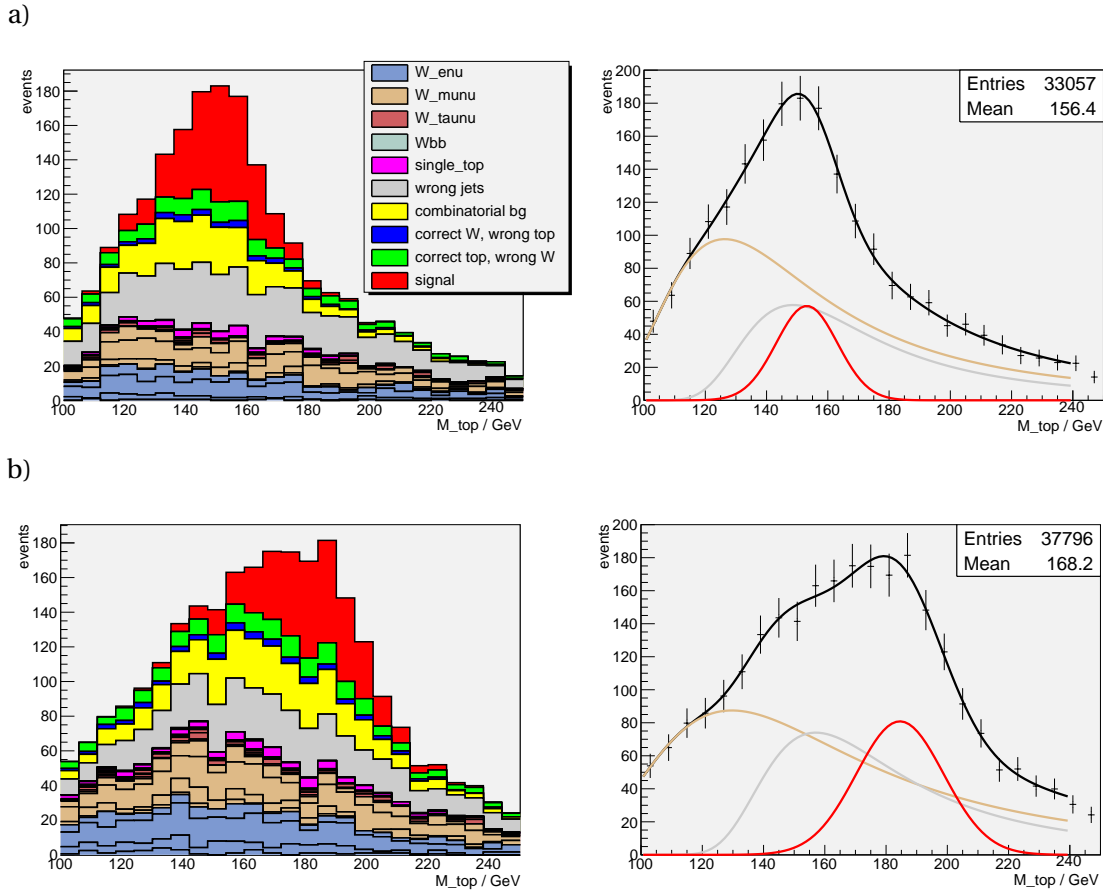 a)
events
180
160
140
120
100
80
60
40
20
0
100 120 140 160 180 200 220 240
M_top / GeV
W_enu
W_munu
W_taunu
Wbb
single_top
wrong jets
combinatorial bg
correct W, wrong top
correct top, wrong W
signal
events
200
180
160
140
120
100
80
60
40
20
0
100 120 140 160 180 200 220 240
M_top / GeV
Entries 33057
Mean 156.4
b)
events
180
160
140
120
100
80
60
40
20
0
100 120 140 160 180 200 220 240
M_top / GeV
events
200
180
160
140
120
100
80
60
40
20
0
100 120 140 160 180 200 220 240
M_top / GeV
Entries 37796
Mean 168.2